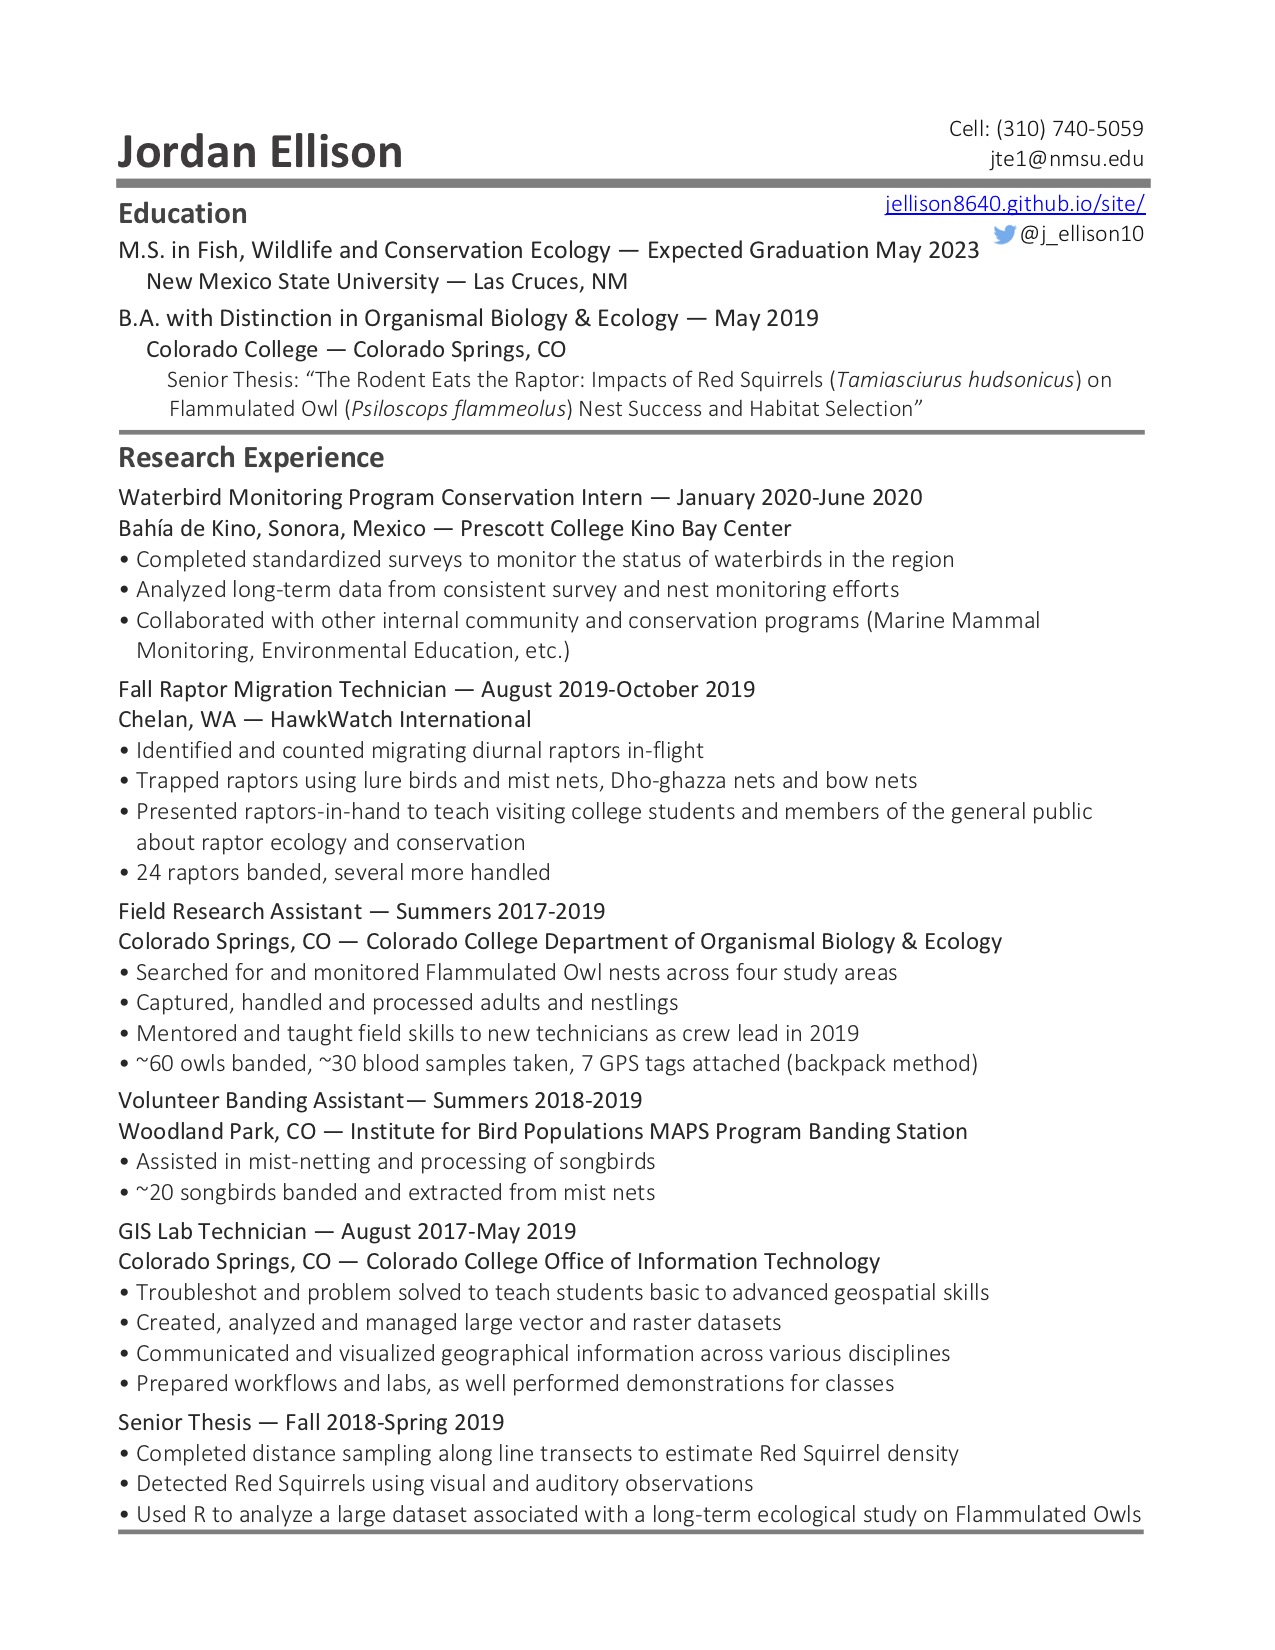 Jordan Ellison
Cell: (310) 740-5059
jte1@nmsu.edu
jellison8640.github.io/site/
@j_ellison10
Education
M.S. in Fish, Wildlife and Conservation Ecology — Expected Graduation May 2023
New Mexico State University — Las Cruces, NM
B.A. with Distinction in Organismal Biology & Ecology — May 2019
Colorado College — Colorado Springs, CO
Senior Thesis: “The Rodent Eats the Raptor: Impacts of Red Squirrels (Tamiasciurus hudsonicus) on
Flammulated Owl (Psiloscops flammeolus) Nest Success and Habitat Selection”
Research Experience
Waterbird Monitoring Program Conservation Intern — January 2020-June 2020
Bahía de Kino, Sonora, Mexico — Prescott College Kino Bay Center
• Completed standardized surveys to monitor the status of waterbirds in the region
• Analyzed long-term data from consistent survey and nest monitoring efforts
• Collaborated with other internal community and conservation programs (Marine Mammal
Monitoring, Environmental Education, etc.)
Fall Raptor Migration Technician — August 2019-October 2019
Chelan, WA — HawkWatch International
• Identified and counted migrating diurnal raptors in-flight
• Trapped raptors using lure birds and mist nets, Dho-ghazza nets and bow nets
• Presented raptors-in-hand to teach visiting college students and members of the general public
about raptor ecology and conservation
• 24 raptors banded, several more handled
Field Research Assistant — Summers 2017-2019
Colorado Springs, CO — Colorado College Department of Organismal Biology & Ecology
• Searched for and monitored Flammulated Owl nests across four study areas
• Captured, handled and processed adults and nestlings
• Mentored and taught field skills to new technicians as crew lead in 2019
• ~60 owls banded, ~30 blood samples taken, 7 GPS tags attached (backpack method)
Volunteer Banding Assistant— Summers 2018-2019
Woodland Park, CO — Institute for Bird Populations MAPS Program Banding Station
• Assisted in mist-netting and processing of songbirds
• ~20 songbirds banded and extracted from mist nets
GIS Lab Technician — August 2017-May 2019
Colorado Springs, CO — Colorado College Office of Information Technology
• Troubleshot and problem solved to teach students basic to advanced geospatial skills
• Created, analyzed and managed large vector and raster datasets
• Communicated and visualized geographical information across various disciplines
• Prepared workflows and labs, as well performed demonstrations for classes
Senior Thesis — Fall 2018-Spring 2019
• Completed distance sampling along line transects to estimate Red Squirrel density
• Detected Red Squirrels using visual and auditory observations
• Used R to analyze a large dataset associated with a long-term ecological study on Flammulated Owls